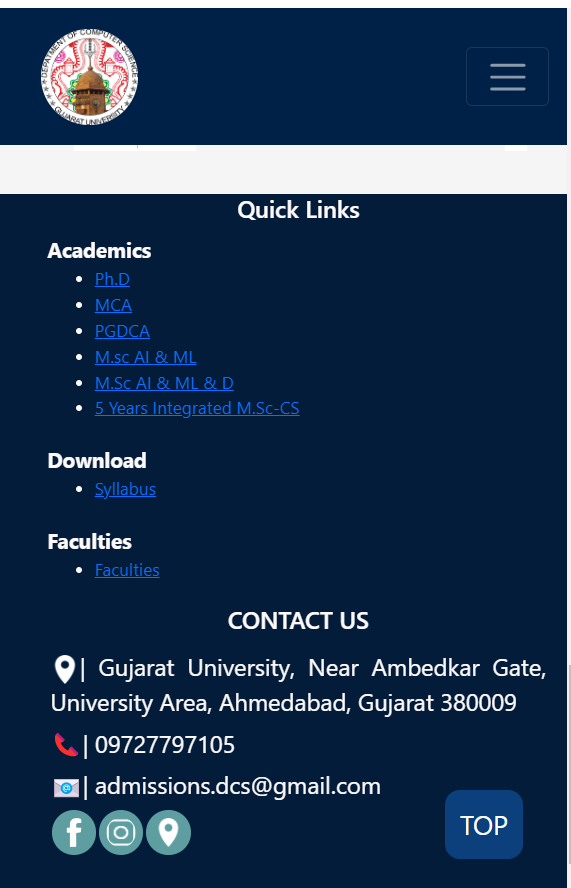 DEPATMENT OF COMPUTER SCIENCE
GUJARAT UNIVERSITY
Quick Links
Academics
Ph.D
MCA
PGDCA
M.sc AI & ML
M.Sc AI & ML & D
5 Years Integrated M.Sc-CS
Download
Syllabus
Faculties
Faculties
CONTACT US
| Gujarat University, Near Ambedkar Gate,
University Area, Ahmedabad, Gujarat 380009
| 09727797105
| admissions.dcs@gmail.com
TOP